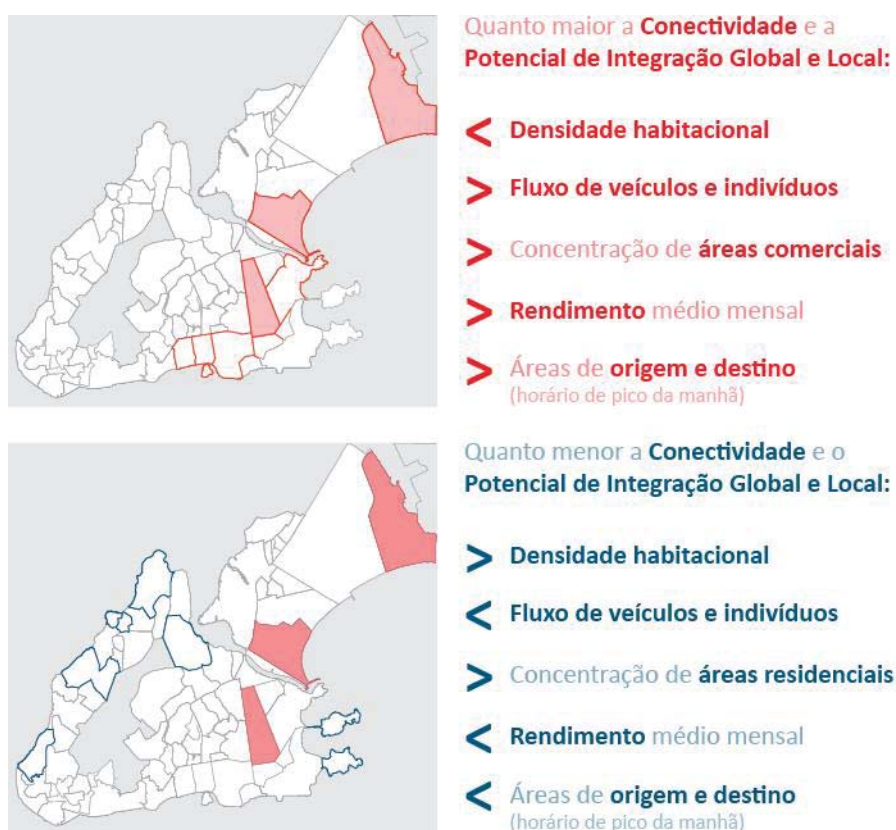 Quanto maior a Conectividade e a
Potencial de Integração Global e Local:
< Densidade habitacional
> Fluxo de veículos e indivíduos
> Concentração de áreas comerciais
> Rendimento médio mensal
> Áreas de origem e destino
(horário de pico da manhã)
Quanto menor a Conectividade e o
Potencial de Integração Global e Local:
> Densidade habitacional
< Fluxo de veículos e indivíduos
> Concentração de áreas residenciais
< Rendimento médio mensal
< Áreas de origem e destino
(horário de pico da manhã)